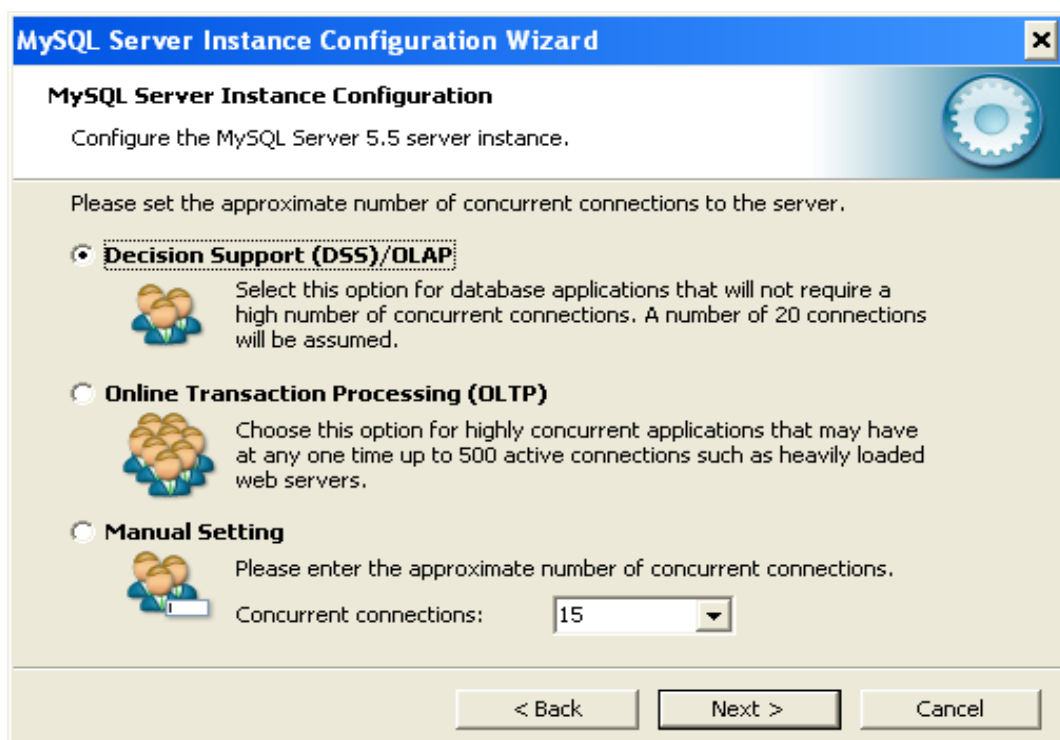 MySQL Server Instance Configuration Wizard
MySQL Server Instance Configuration
Configure the MySQL Server 5.5 server instance.
Please set the approximate number of concurrent connections to the server.
Decision Support (DSS)/OLAP
Select this option for database applications that will not require a
high number of concurrent connections. A number of 20 connections
will be assumed.
Online Transaction Processing (OLTP)
Choose this option for highly concurrent applications that may have
at any one time up to 500 active connections such as heavily loaded
web servers.
Manual Setting
Please enter the approximate number of concurrent connections.
Concurrent connections: 15
< Back Next > Cancel